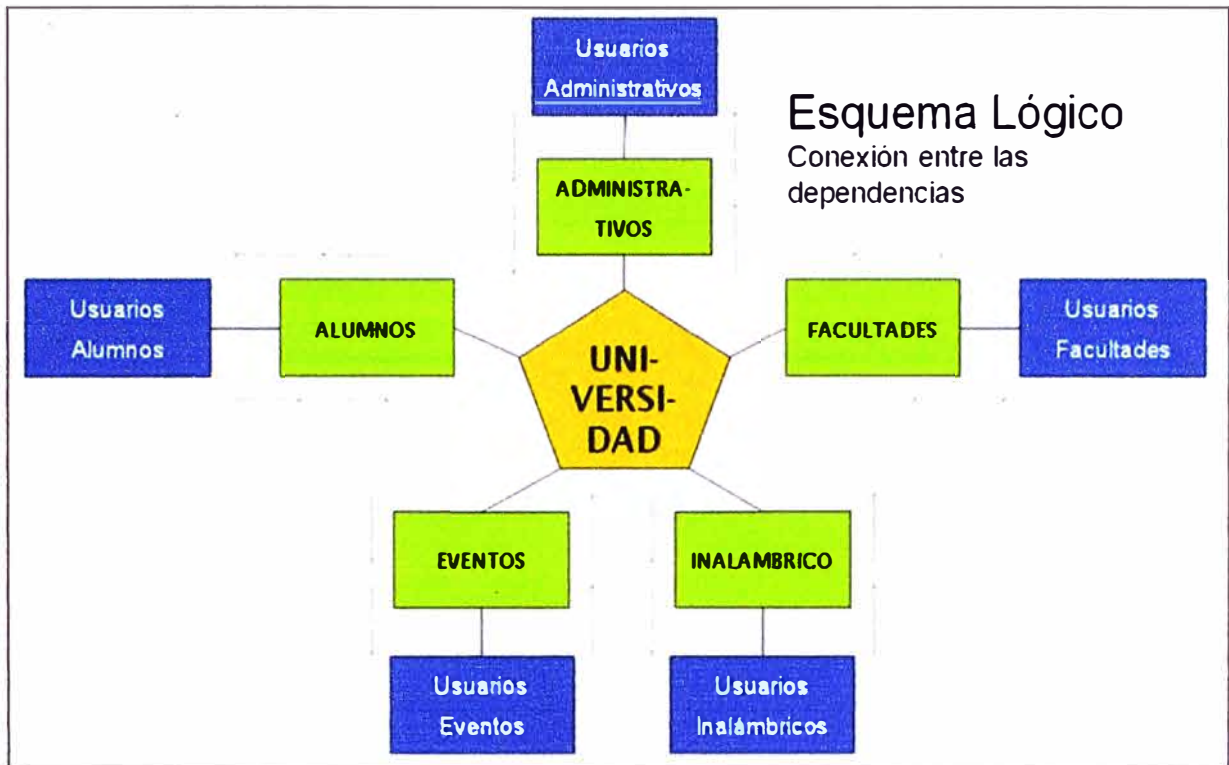 Usuarios
Administrativos
Esquema Lógico
Conexión entre las
dependencias
ADMINISTRA-
TIVOS
Usuarios
Alumnos
ALUMNOS
UNI-
VERSI-
DAD
FACULTADES
Usuarios
Facultades
EVENTOS
INALAMBRICO
Usuarios
Eventos
Usuarios
Inalámbricos